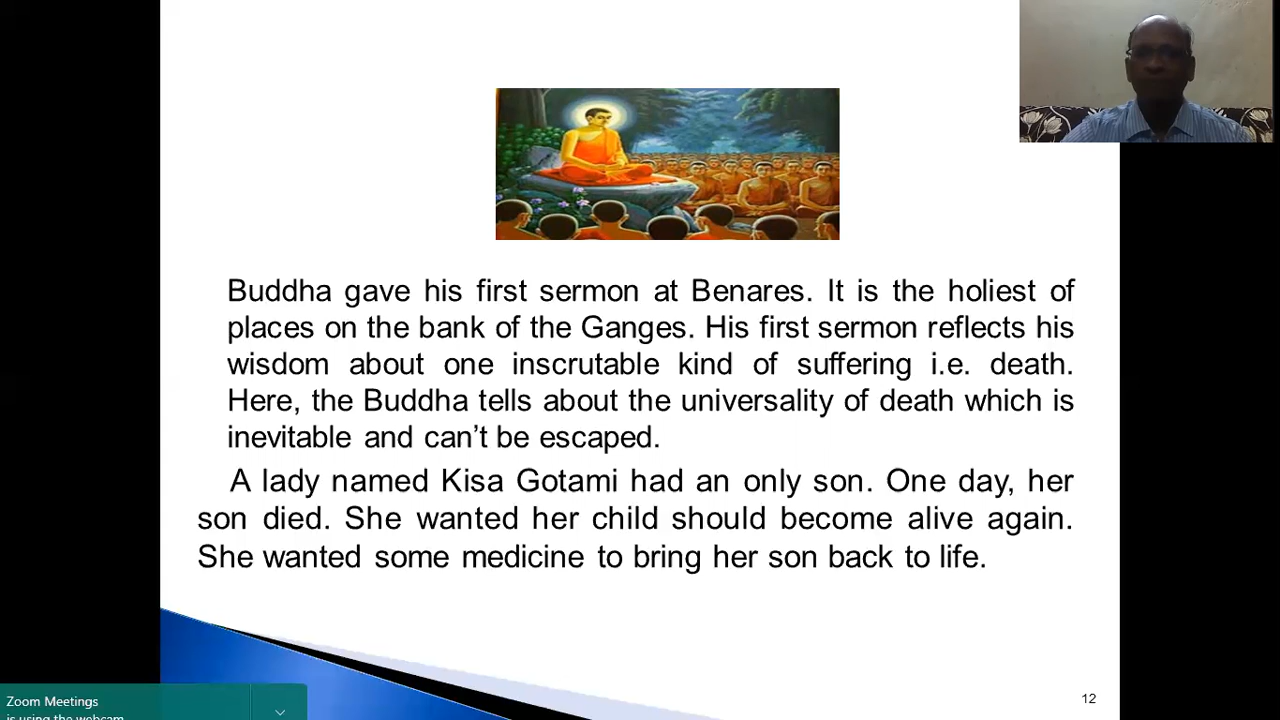 Buddha gave his first sermon at Benares. It is the holiest of
places on the bank of the Ganges. His first sermon reflects his
wisdom about one inscrutable kind of suffering i.e. death.
Here, the Buddha tells about the universality of death which is
inevitable and can’t be escaped.
A lady named Kisa Gotami had an only son. One day, her
son died. She wanted her child should become alive again.
She wanted some medicine to bring her son back to life.
12
Zoom Meetings
is using the webcam